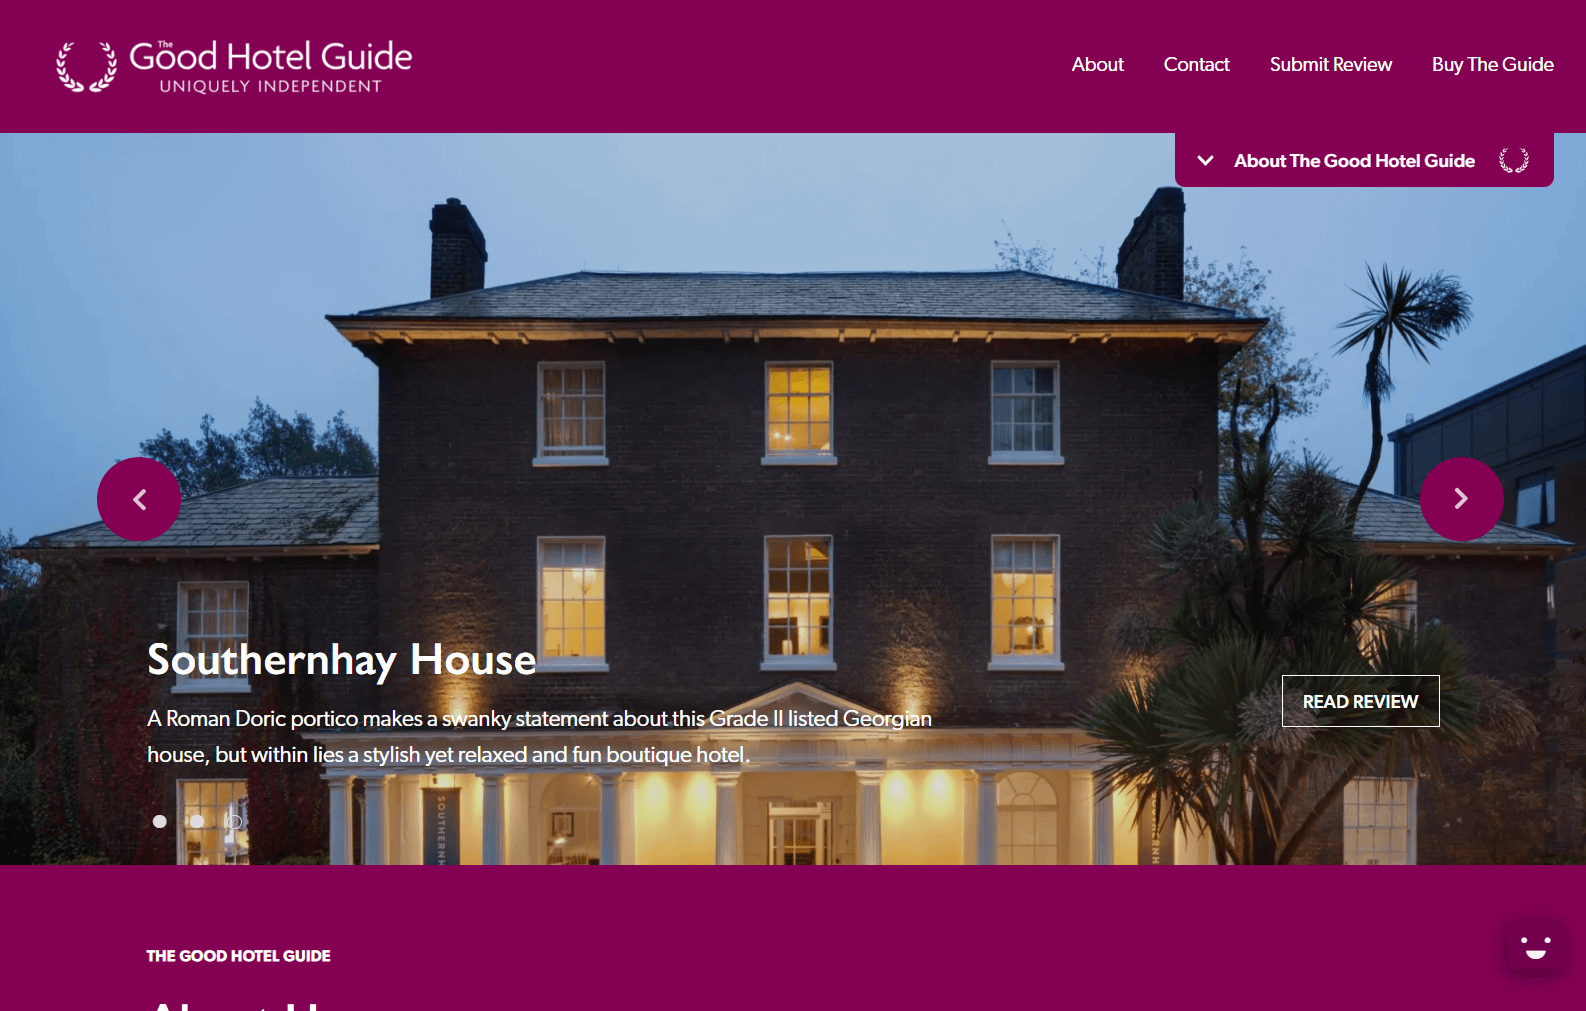 The
Good Hotel Guide
UNIQUELY INDEPENDENT
About
Contact
Submit Review
Buy The Guide
About The Good Hotel Guide
Southernhay House
A Roman Doric portico makes a swanky statement about this Grade II listed Georgian
house, but within lies a stylish yet relaxed and fun boutique hotel.
READ REVIEW
THE GOOD HOTEL GUIDE